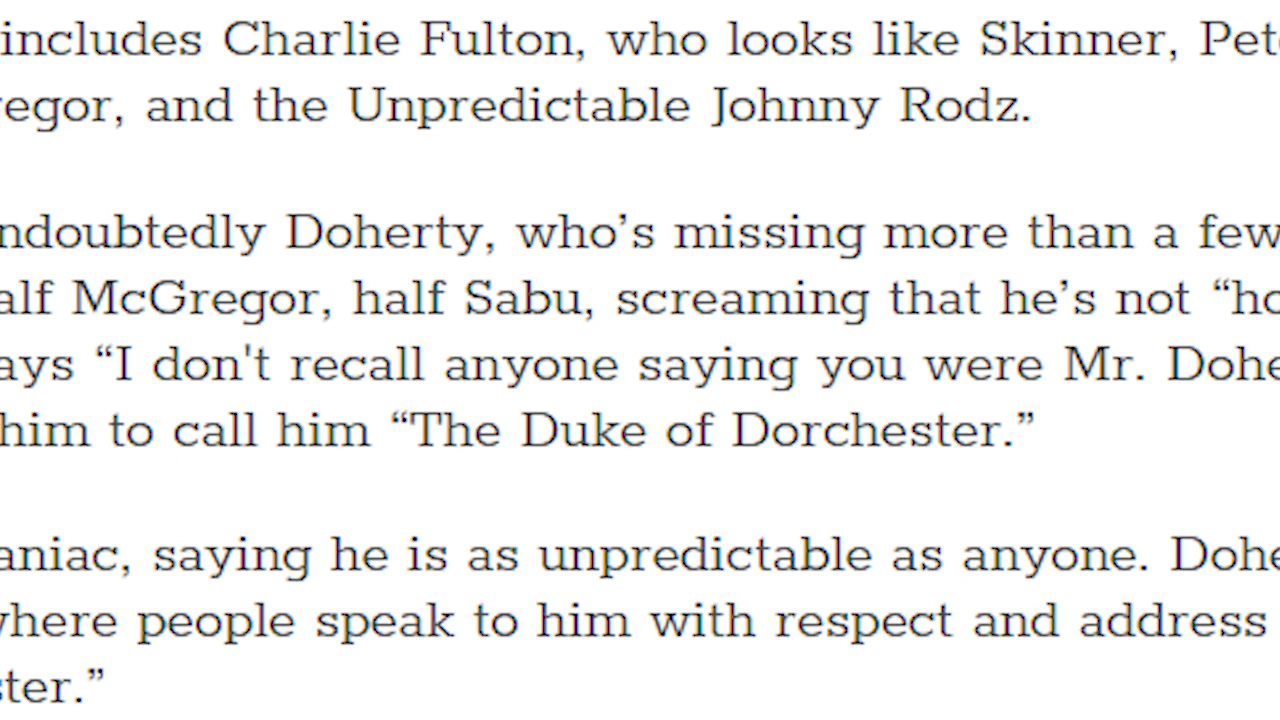 includes Charlie Fulton, who looks like Skinner, Pet
regor, and the Unpredictable Johnny Rodz.
ndoubtedly Doherty, who’s missing more than a few
alf McGregor, half Sabu, screaming that he’s not “ho
ays “I don't recall anyone saying you were Mr. Dohe
him to call him “The Duke of Dorchester.”
aniac, saying he is as unpredictable as anyone. Dohe
where people speak to him with respect and address
ster.”